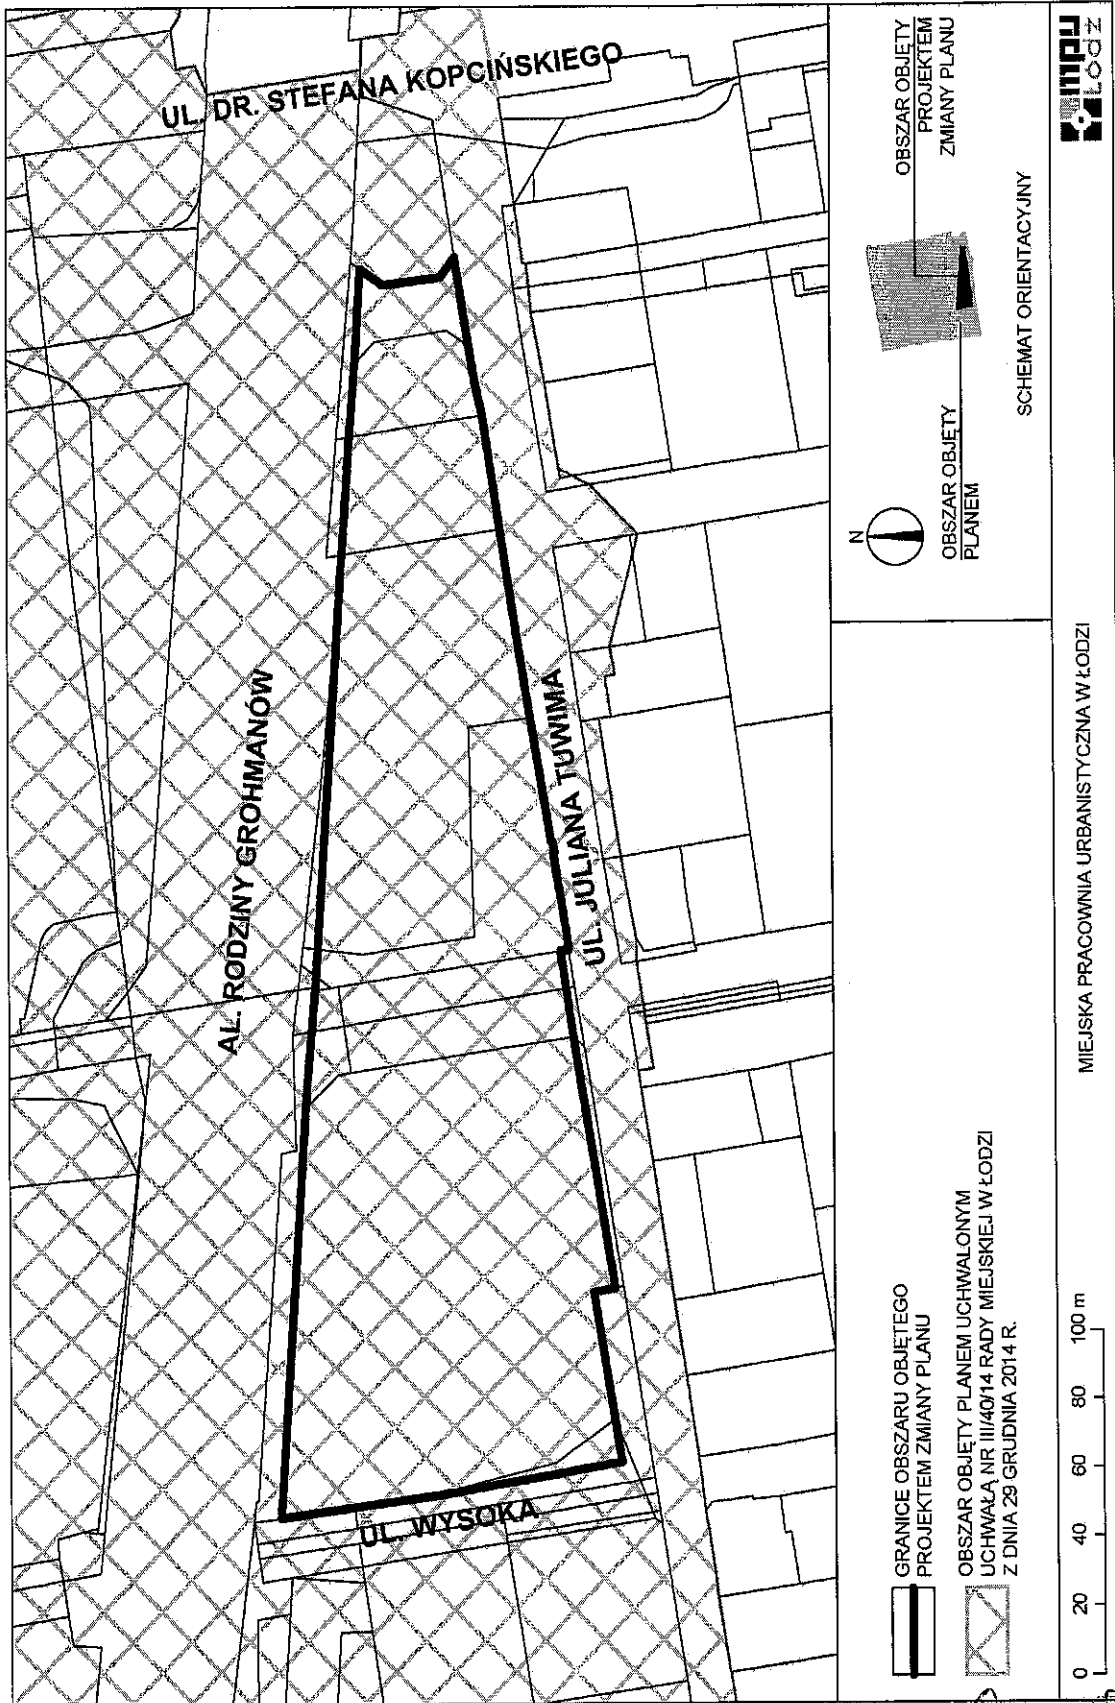 UL. DR. STEFANA KOPCIŃSKIEGO
AL. RODZINY GROHMANÓW
UL. JULIANA TUWIMA
UL. WYSOKA
GRANICE OBSZARU OBJĘTEGO
PROJEKTEM ZMIANY PLANU
OBSZAR OBJĘTY PLANEM UCHWALONYM
UCHWAŁĄ NR III/40/14 RADY MIEJSKIEJ W ŁODZI
Z DNIA 29 GRUDNIA 2014 R.
N
OBSZAR OBJĘTY
PLANEM
OBSZAR OBJĘTY
PROJEKTEM
ZMIANY PLANU
SCHEMAT ORIENTACYJNY
0 20 40 60 80 100 m
MIEJSKA PRACOWNIA URBANISTYCZNA W ŁODZI
mpu
Łódź